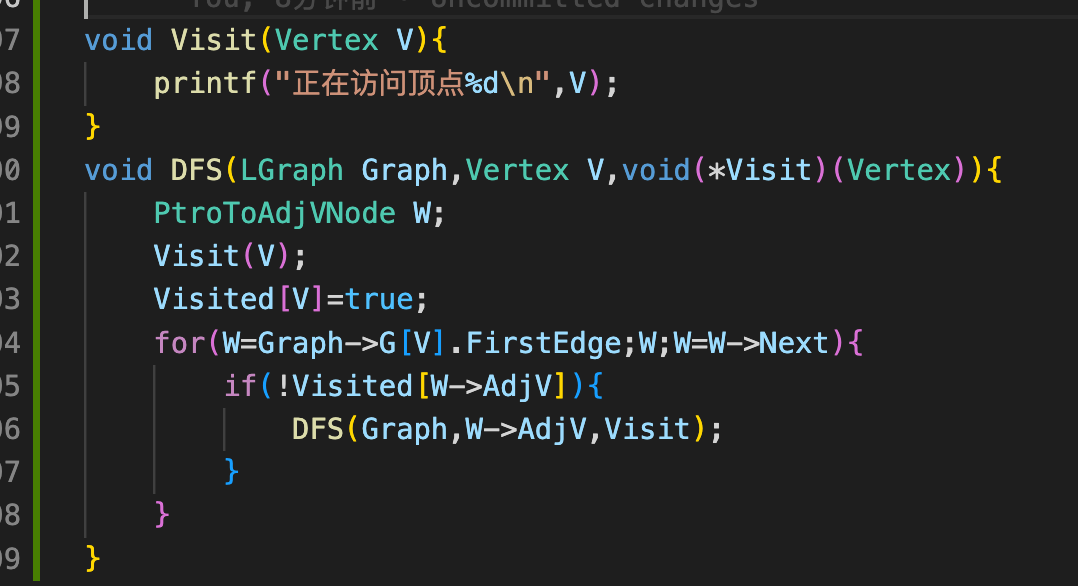 You, 8分钟前 · Uncommitted changes
07 void Visit(Vertex V){
08 printf("正在访问顶点%d\n",V);
09 }
00 void DFS(LGraph Graph,Vertex V,void(*Visit)(Vertex)){
01 PtroToAdjVNode W;
02 Visit(V);
03 Visited[V]=true;
04 for(W=Graph->G[V].FirstEdge;W;W=W->Next){
05 if(!Visited[W->AdjV]){
06 DFS(Graph,W->AdjV,Visit);
07 }
08 }
09 }